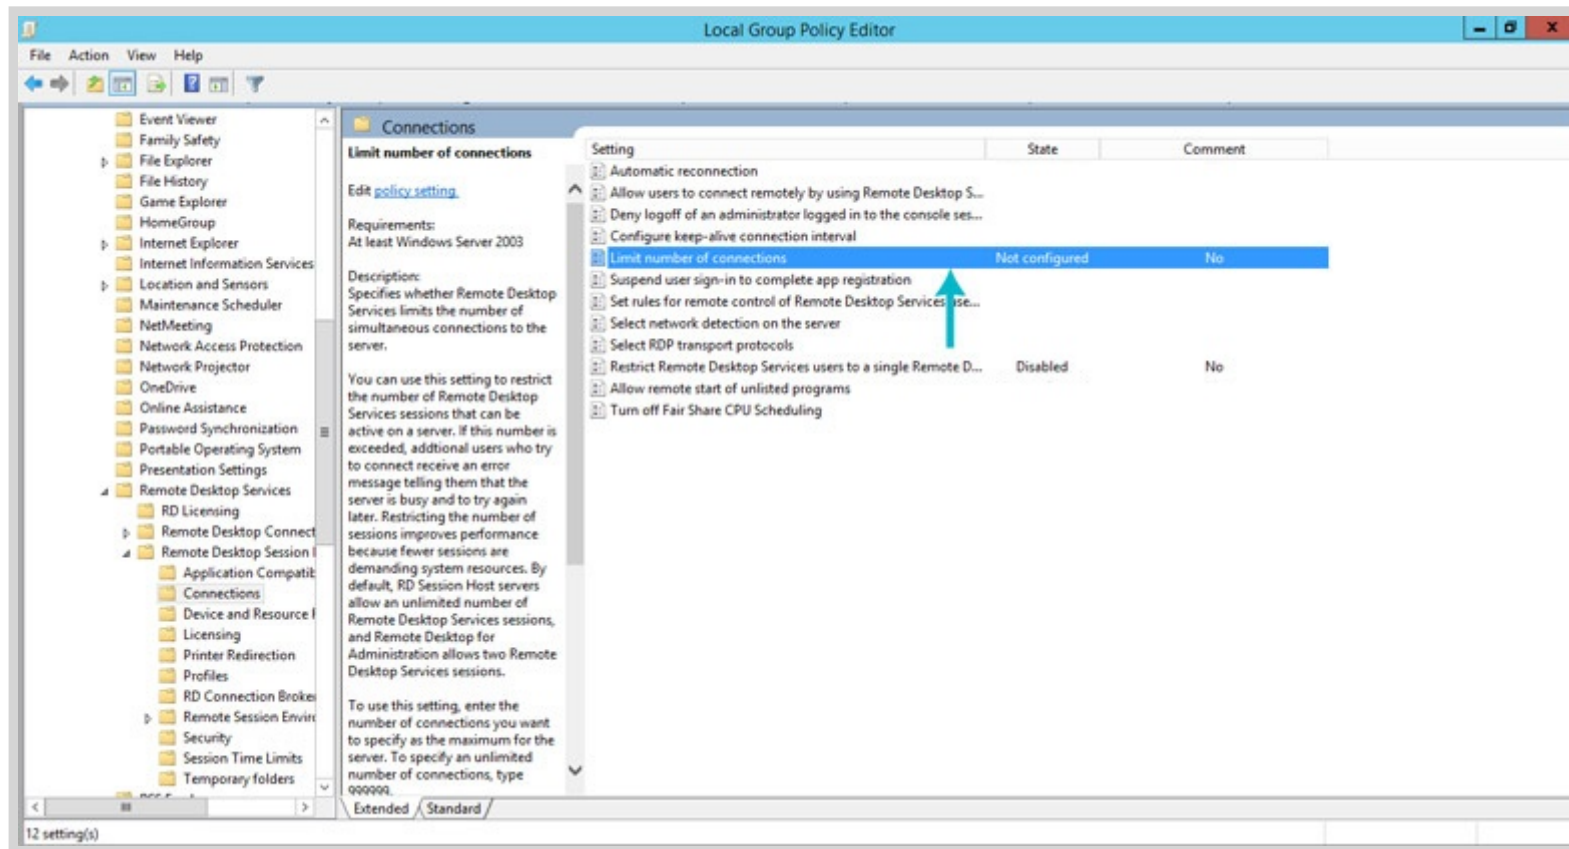 Local Group Policy Editor
File Action View Help
Event Viewer
Family Safety
File Explorer
File History
Game Explorer
HomeGroup
Internet Explorer
Internet Information Services
Location and Sensors
Maintenance Scheduler
NetMeeting
Network Access Protection
Network Projector
OneDrive
Online Assistance
Password Synchronization
Portable Operating System
Presentation Settings
Remote Desktop Services
RD Licensing
Remote Desktop Connect
Remote Desktop Session
Application Compatib
Connections
Device and Resource
Licensing
Printer Redirection
Profiles
RD Connection Broke
Remote Session Enviro
Security
Session Time Limits
Temporary folders
Connections
Limit number of connections
Edit policy setting.
Requirements:
At least Windows Server 2003
Description:
Specifies whether Remote Desktop
Services limits the number of
simultaneous connections to the
server.
You can use this setting to restrict
the number of Remote Desktop
Services sessions that can be
active on a server. If this number is
exceeded, addtional users who try
to connect receive an error
message telling them that the
server is busy and to try again
later. Restricting the number of
sessions improves performance
because fewer sessions are
demanding system resources. By
default, RD Session Host servers
allow an unlimited number of
Remote Desktop Services sessions,
and Remote Desktop for
Administration allows two Remote
Desktop Services sessions.
To use this setting, enter the
number of connections you want
to specify as the maximum for the
server. To specify an unlimited
number of connections, type
999999.
Setting State Comment
Automatic reconnection
Allow users to connect remotely by using Remote Desktop S...
Deny logoff of an administrator logged in to the console ses...
Configure keep-alive connection interval
Limit number of connections Not configured No
Suspend user sign-in to complete app registration
Set rules for remote control of Remote Desktop Services use...
Select network detection on the server
Select RDP transport protocols
Restrict Remote Desktop Services users to a single Remote D... Disabled No
Allow remote start of unlisted programs
Turn off Fair Share CPU Scheduling
Extended Standard
12 setting(s)